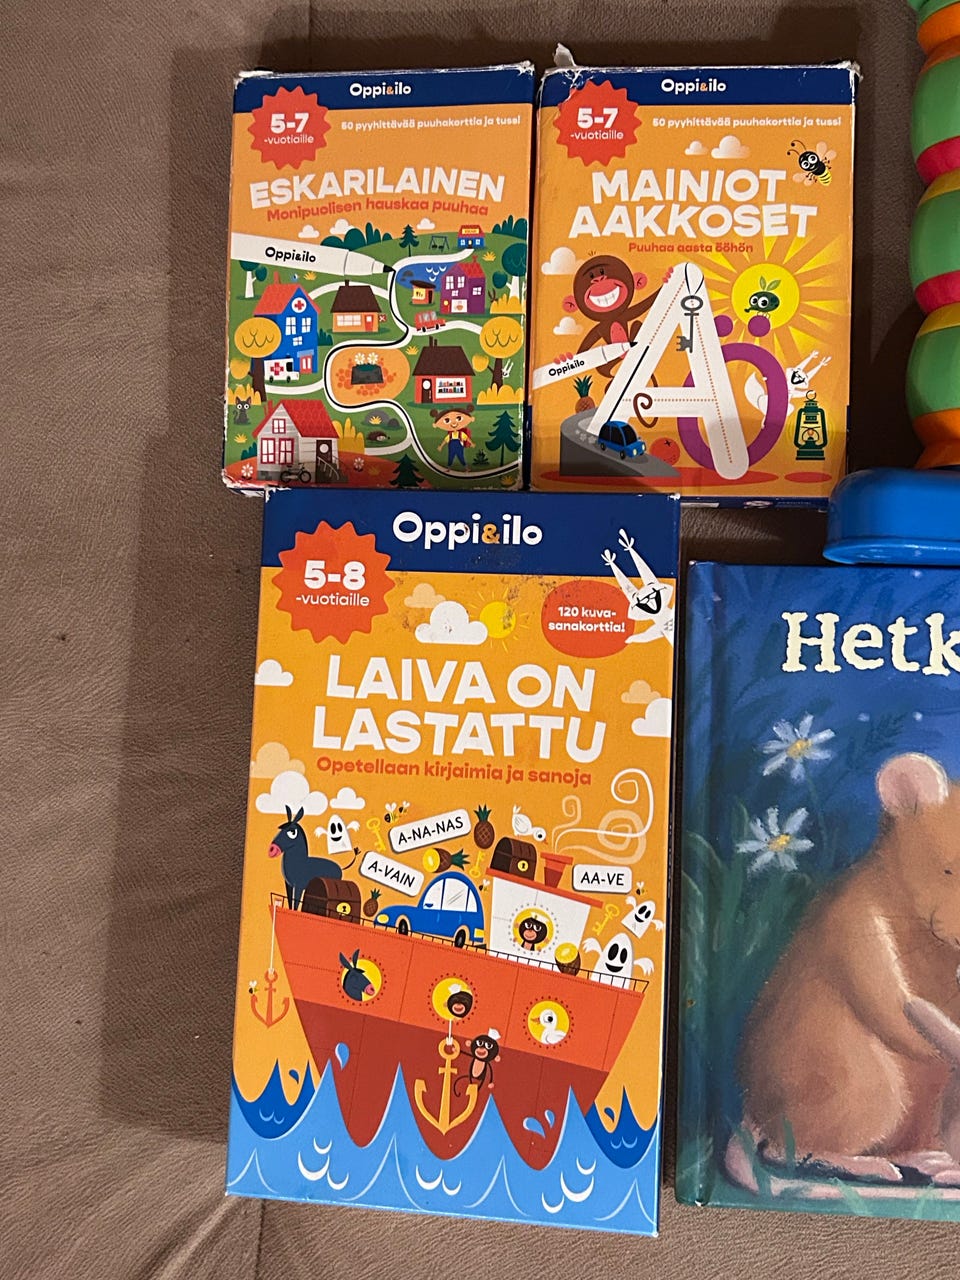 Oppi&ilo
5-7
-vuotiaille
50 pyyhittävää puuhakorttia ja tussi
ESKARILAINEN
Monipuolisen hauskaa puuhaa
Oppi&ilo
Oppi&ilo
5-7
-vuotiaille
50 pyyhittävää puuhakorttia ja tussi
MAINIOT
AAKKOSET
Puuhaa aasta ööhön
Oppi&ilo
A
Ö
Oppi&ilo
5-8
-vuotiaille
120 kuva-
sanakorttia!
LAIVA ON
LASTATTU
Opetellaan kirjaimia ja sanoja
A-NA-NAS
A-VAIN
AA-VE
Hetk